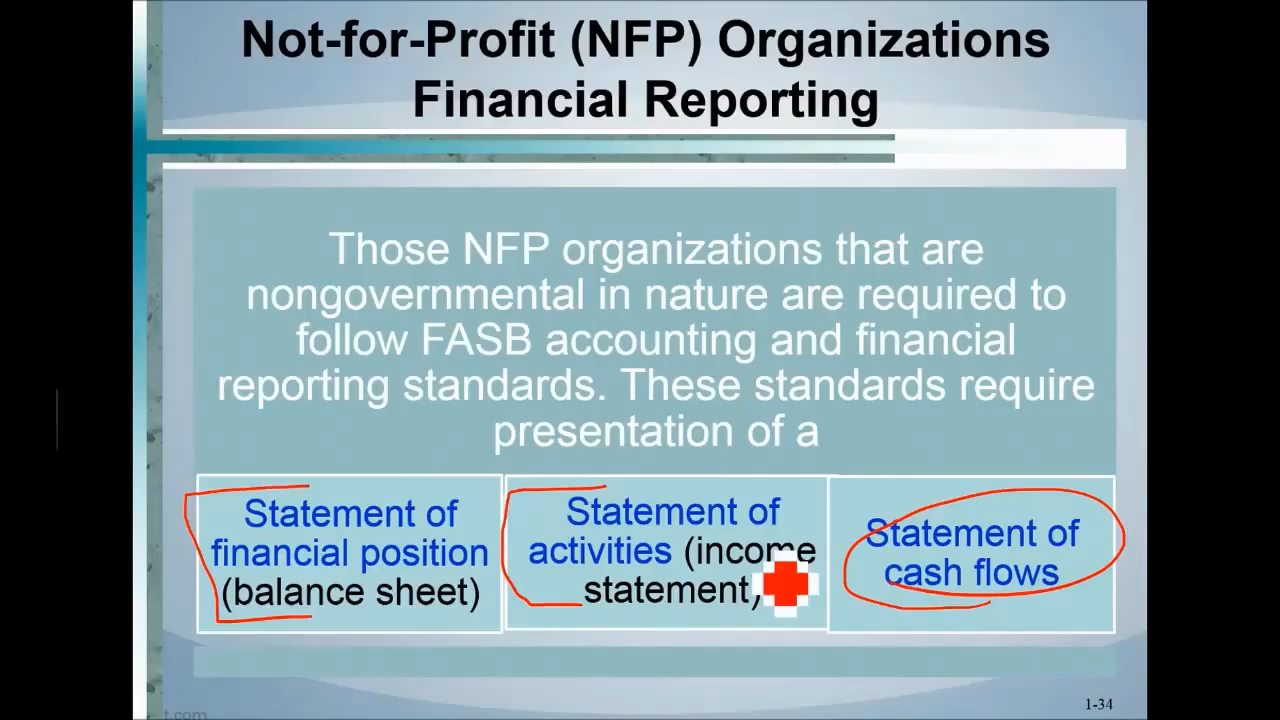 Not-for-Profit (NFP) Organizations
Financial Reporting
Those NFP organizations that are
nongovernmental in nature are required to
follow FASB accounting and financial
reporting standards. These standards require
presentation of a
Statement of
financial position
(balance sheet)
Statement of
activities (income
statement)
Statement of
cash flows
1-34
t.com